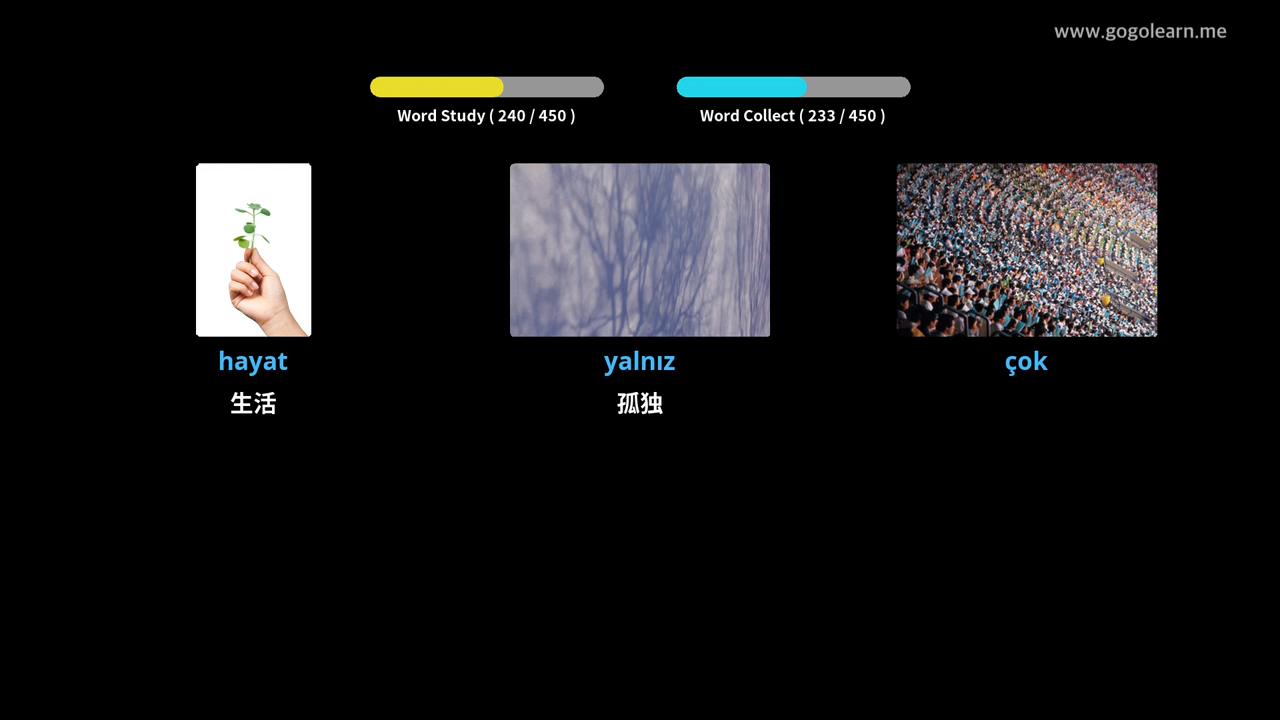 www.gogolearn.me
Word Study ( 240 / 450 )
Word Collect ( 233 / 450 )
hayat
yalnız
çok
生活
孤独